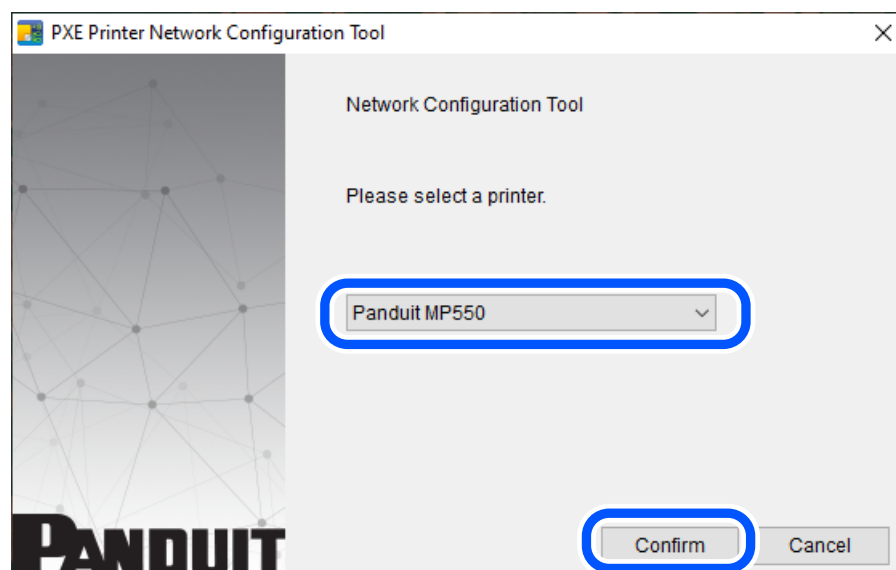 PXE Printer Network Configuration Tool
Network Configuration Tool
Please select a printer.
Panduit MP550
PANDUIT
Confirm
Cancel